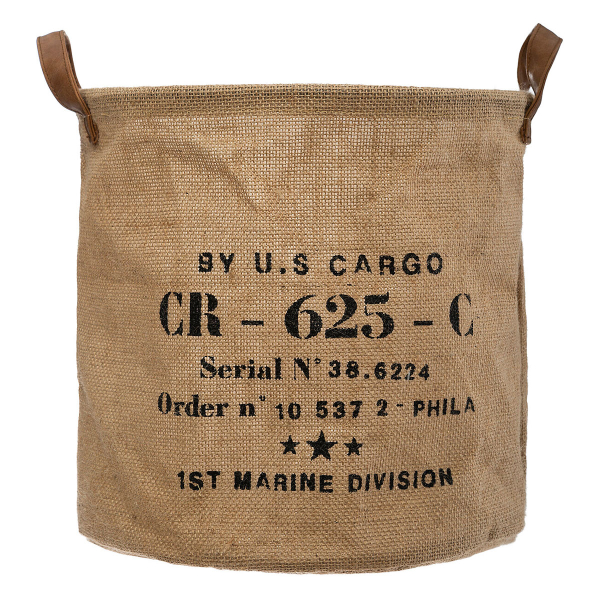 BY U.S CARGO
CR - 625 - C
Serial N° 38.6224
Order n° 10 537 2 - PHILA
★★★
1ST MARINE DIVISION